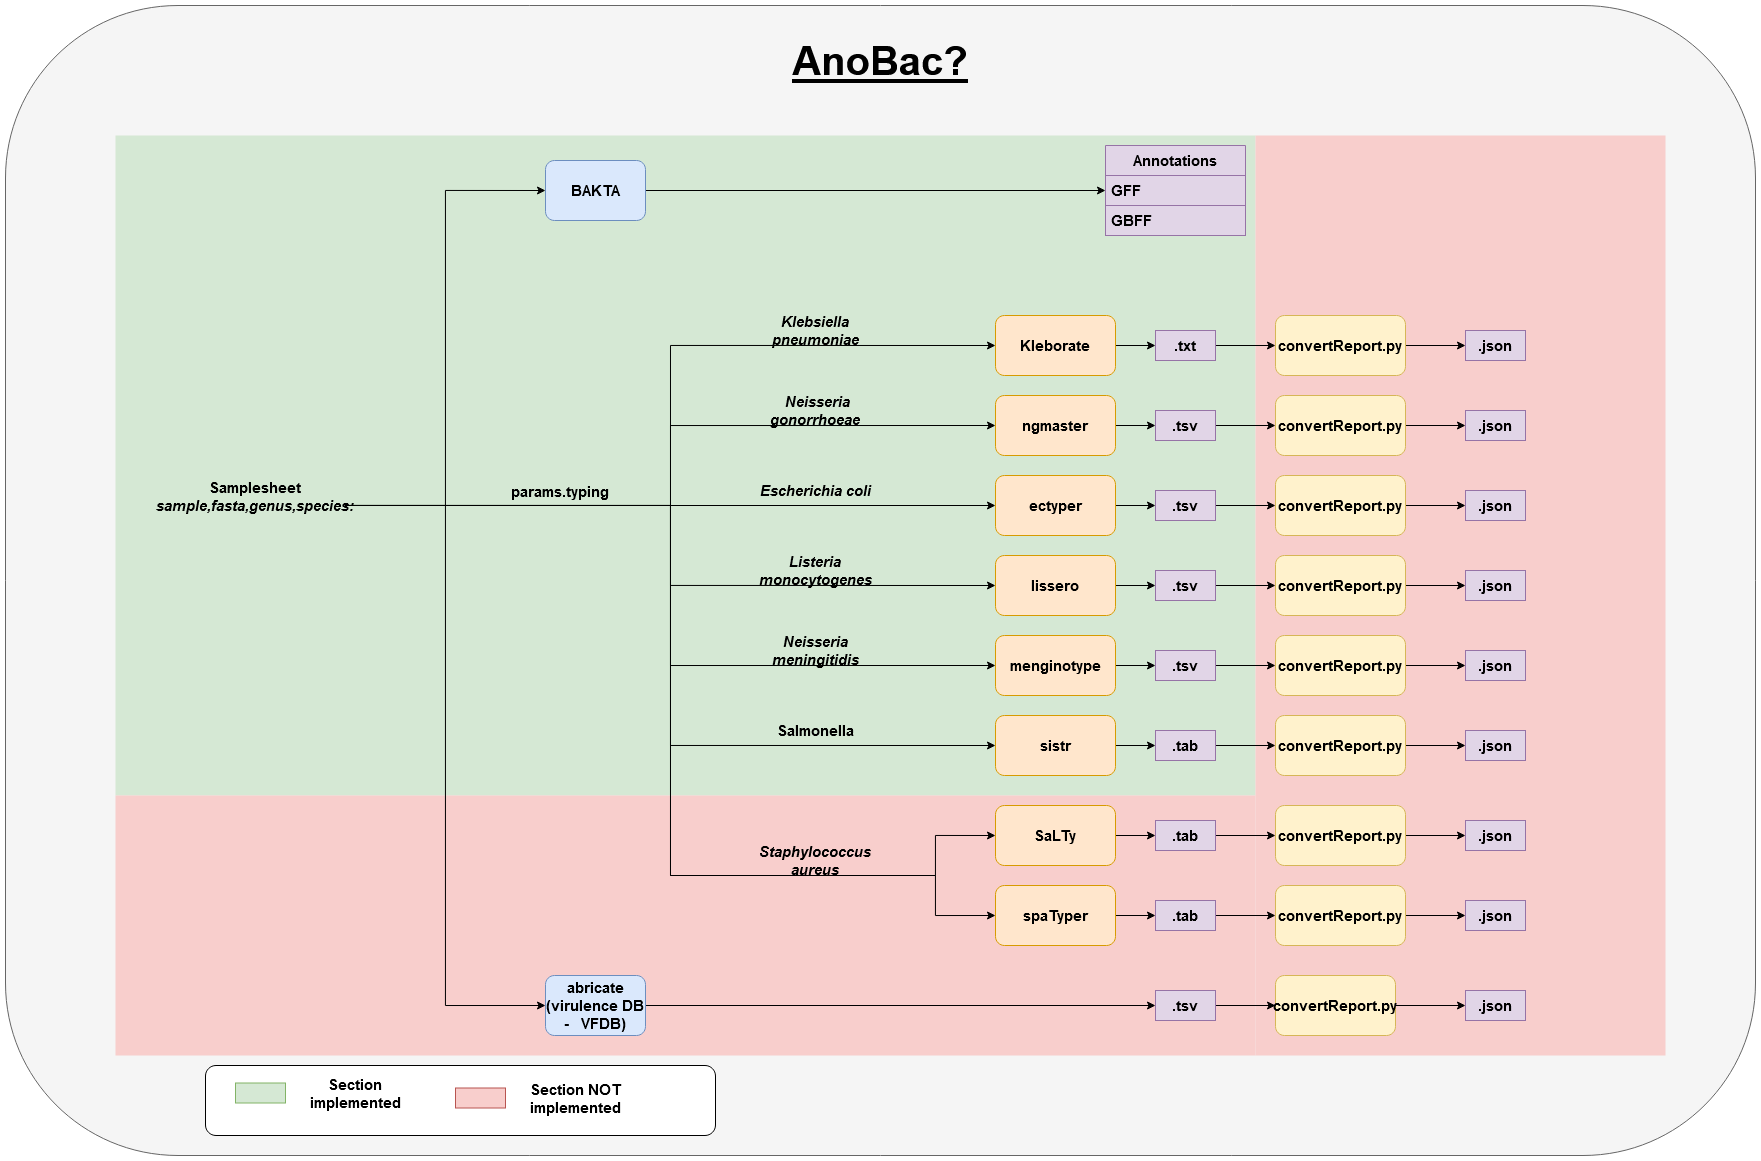 AnoBac?
BAKTA
Annotations
GFF
GBFF
Klebsiella
pneumoniae
Kleborate
.txt
convertReport.py
.json
Neisseria
gonorrhoeae
ngmaster
.tsv
convertReport.py
.json
Samplesheet
sample,fasta,genus,species:
params.typing
Escherichia coli
ectyper
.tsv
convertReport.py
.json
Listeria
monocytogenes
lissero
.tsv
convertReport.py
.json
Neisseria
meningitidis
menginotype
.tsv
convertReport.py
.json
Salmonella
sistr
.tab
convertReport.py
.json
SaLTy
.tab
convertReport.py
.json
Staphylococcus
aureus
spaTyper
.tab
convertReport.py
.json
abricate
(virulence DB
- VFDB)
.tsv
convertReport.py
.json
Section
implemented
Section NOT
implemented